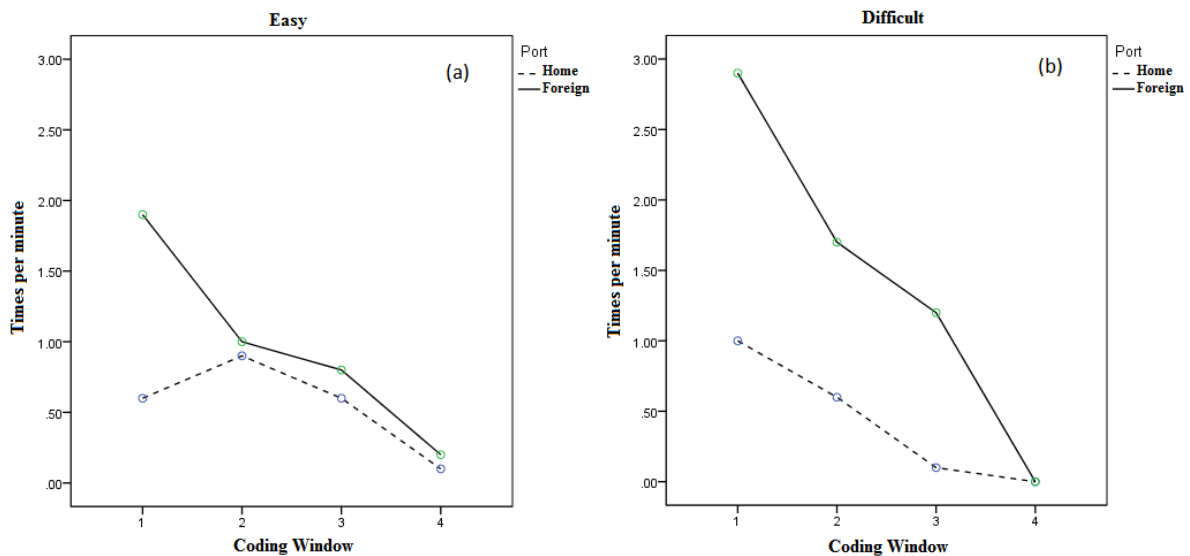 Easy
(a)
Port
Home
Foreign
3.00
2.50
2.00
1.50
1.00
.50
.00
Times per minute
1 2 3 4
Coding Window
Difficult
(b)
Port
Home
Foreign
3.00
2.50
2.00
1.50
1.00
.50
.00
Times per minute
1 2 3 4
Coding Window